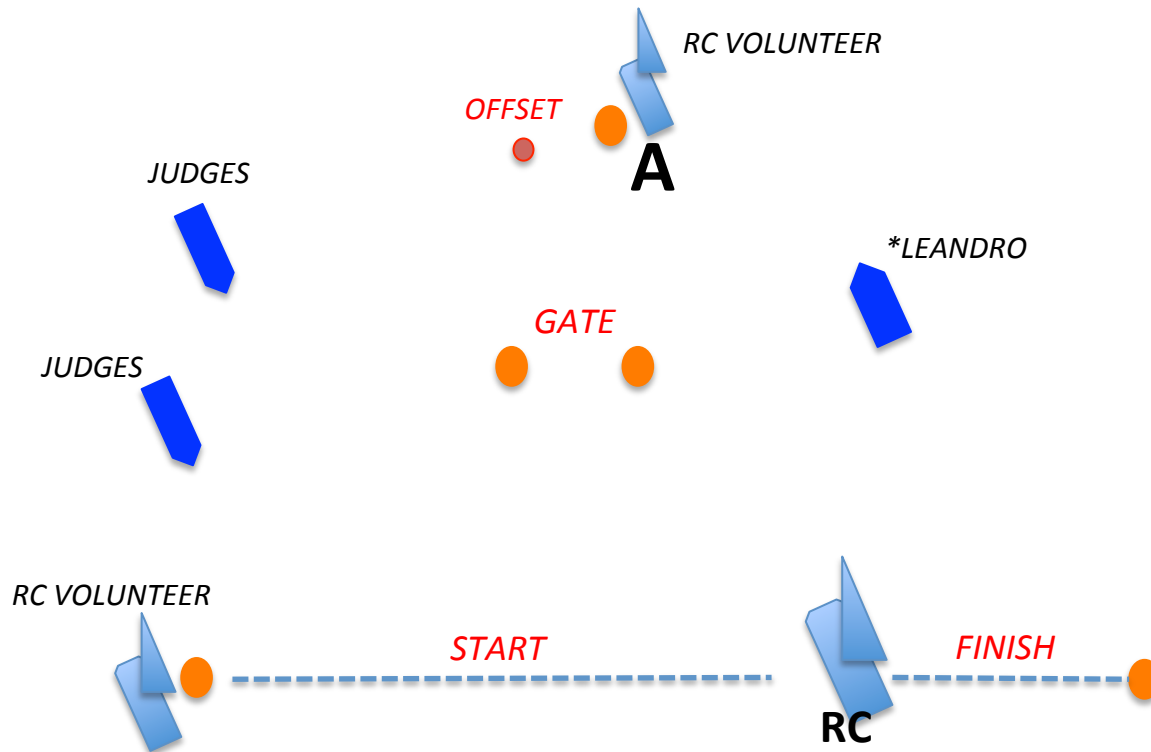 RC VOLUNTEER
OFFSET
A
JUDGES
*LEANDRO
GATE
JUDGES
RC VOLUNTEER
START
FINISH
RC